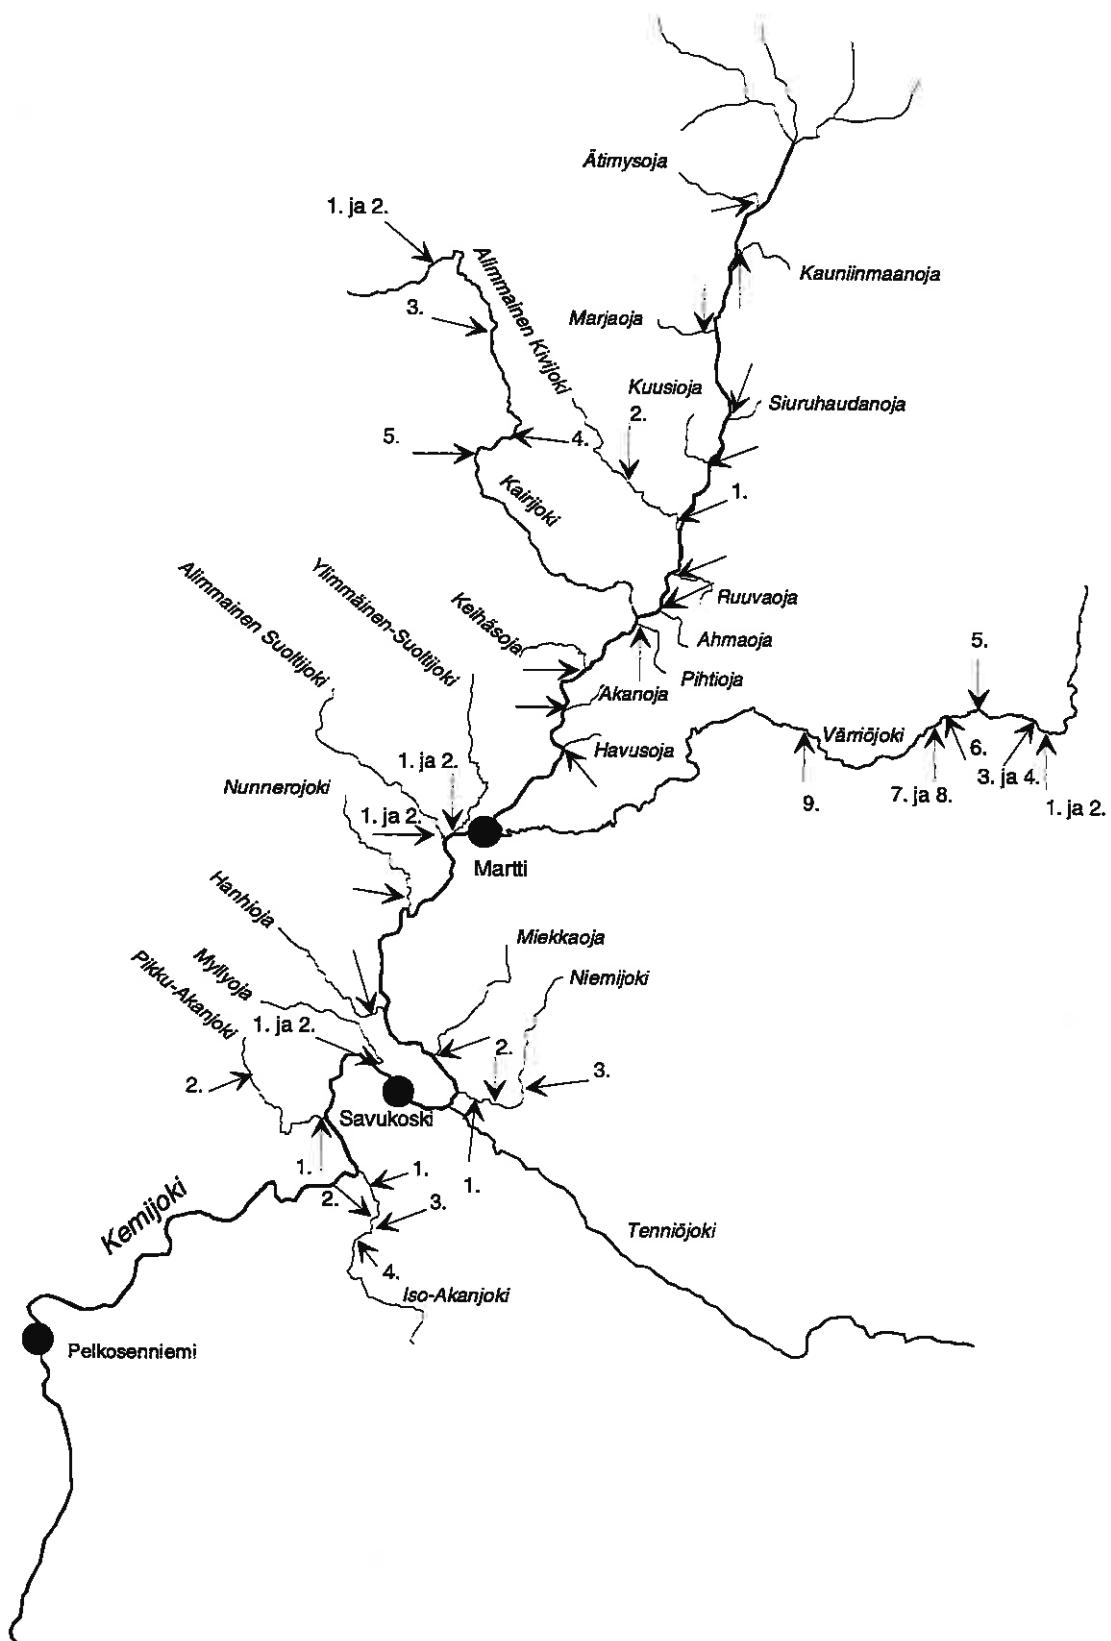 Ätimysoja
1. ja 2.
Kauniinmaanoja
Alimmainen Kivijoki
3.
Marjaoja
Kuusioja
2.
Siuruhaudanoja
5.
4.
Kairijoki
1.
Ylimmäinen-Suoltijoki
Alimmainen Suoltijoki
Keihäsoja
Ruuvaoja
Ahmaoja
Pihtioja
5.
Akanoja
Värriöjoki
Havusoja
6.
1. ja 2.
3. ja 4.
Nunnerojoki
7. ja 8.
9.
1. ja 2.
1. ja 2.
Martti
Hanhioja
Miekkaoja
Myllyoja
Pikku-Akanjoki
Niemijoki
1. ja 2.
2.
3.
2.
Savukoski
1.
1.
1.
2.
3.
Kemijoki
Tenniöjoki
4.
Iso-Akanjoki
Pelkosenniemi